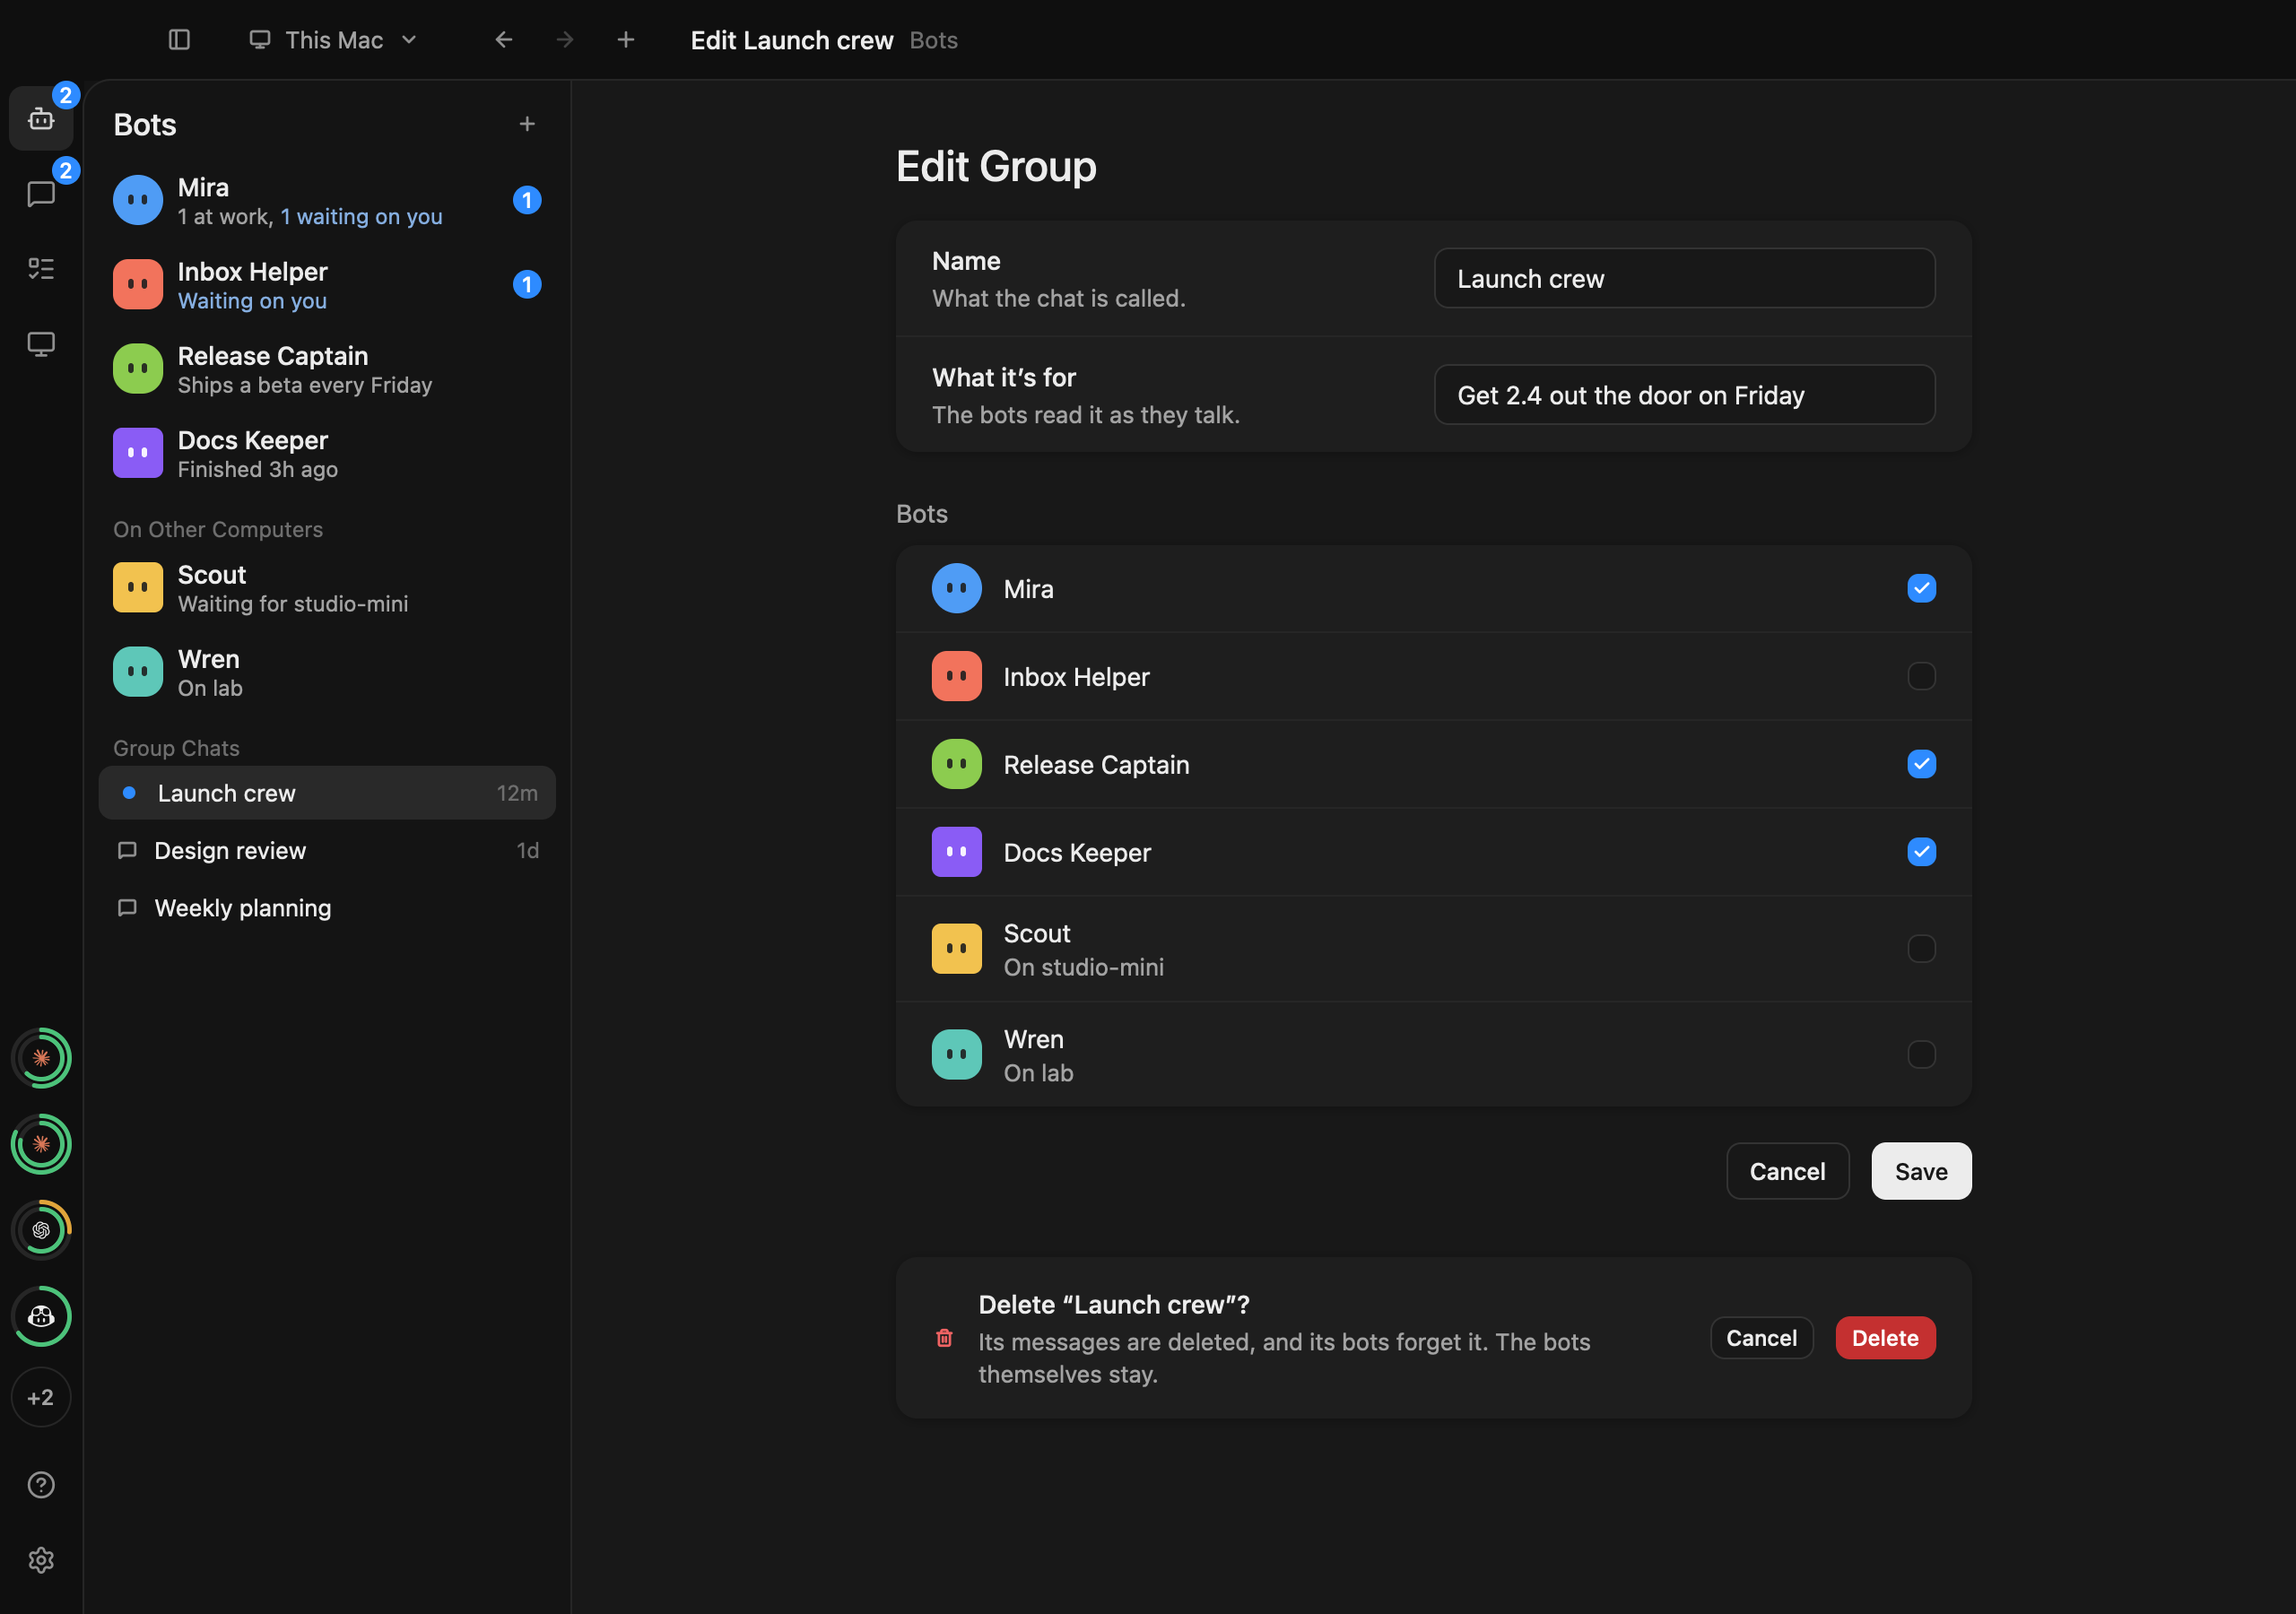 This Mac
Edit Launch crew Bots
2
2
Bots
Mira
1 at work, 1 waiting on you
1
Inbox Helper
Waiting on you
1
Release Captain
Ships a beta every Friday
Docs Keeper
Finished 3h ago
On Other Computers
Scout
Waiting for studio-mini
Wren
On lab
Group Chats
Launch crew 12m
Design review 1d
Weekly planning
+2
Edit Group
Name
What the chat is called.
Launch crew
What it’s for
The bots read it as they talk.
Get 2.4 out the door on Friday
Bots
Mira
Inbox Helper
Release Captain
Docs Keeper
Scout
On studio-mini
Wren
On lab
Cancel Save
Delete “Launch crew”?
Its messages are deleted, and its bots forget it. The bots
themselves stay.
Cancel Delete